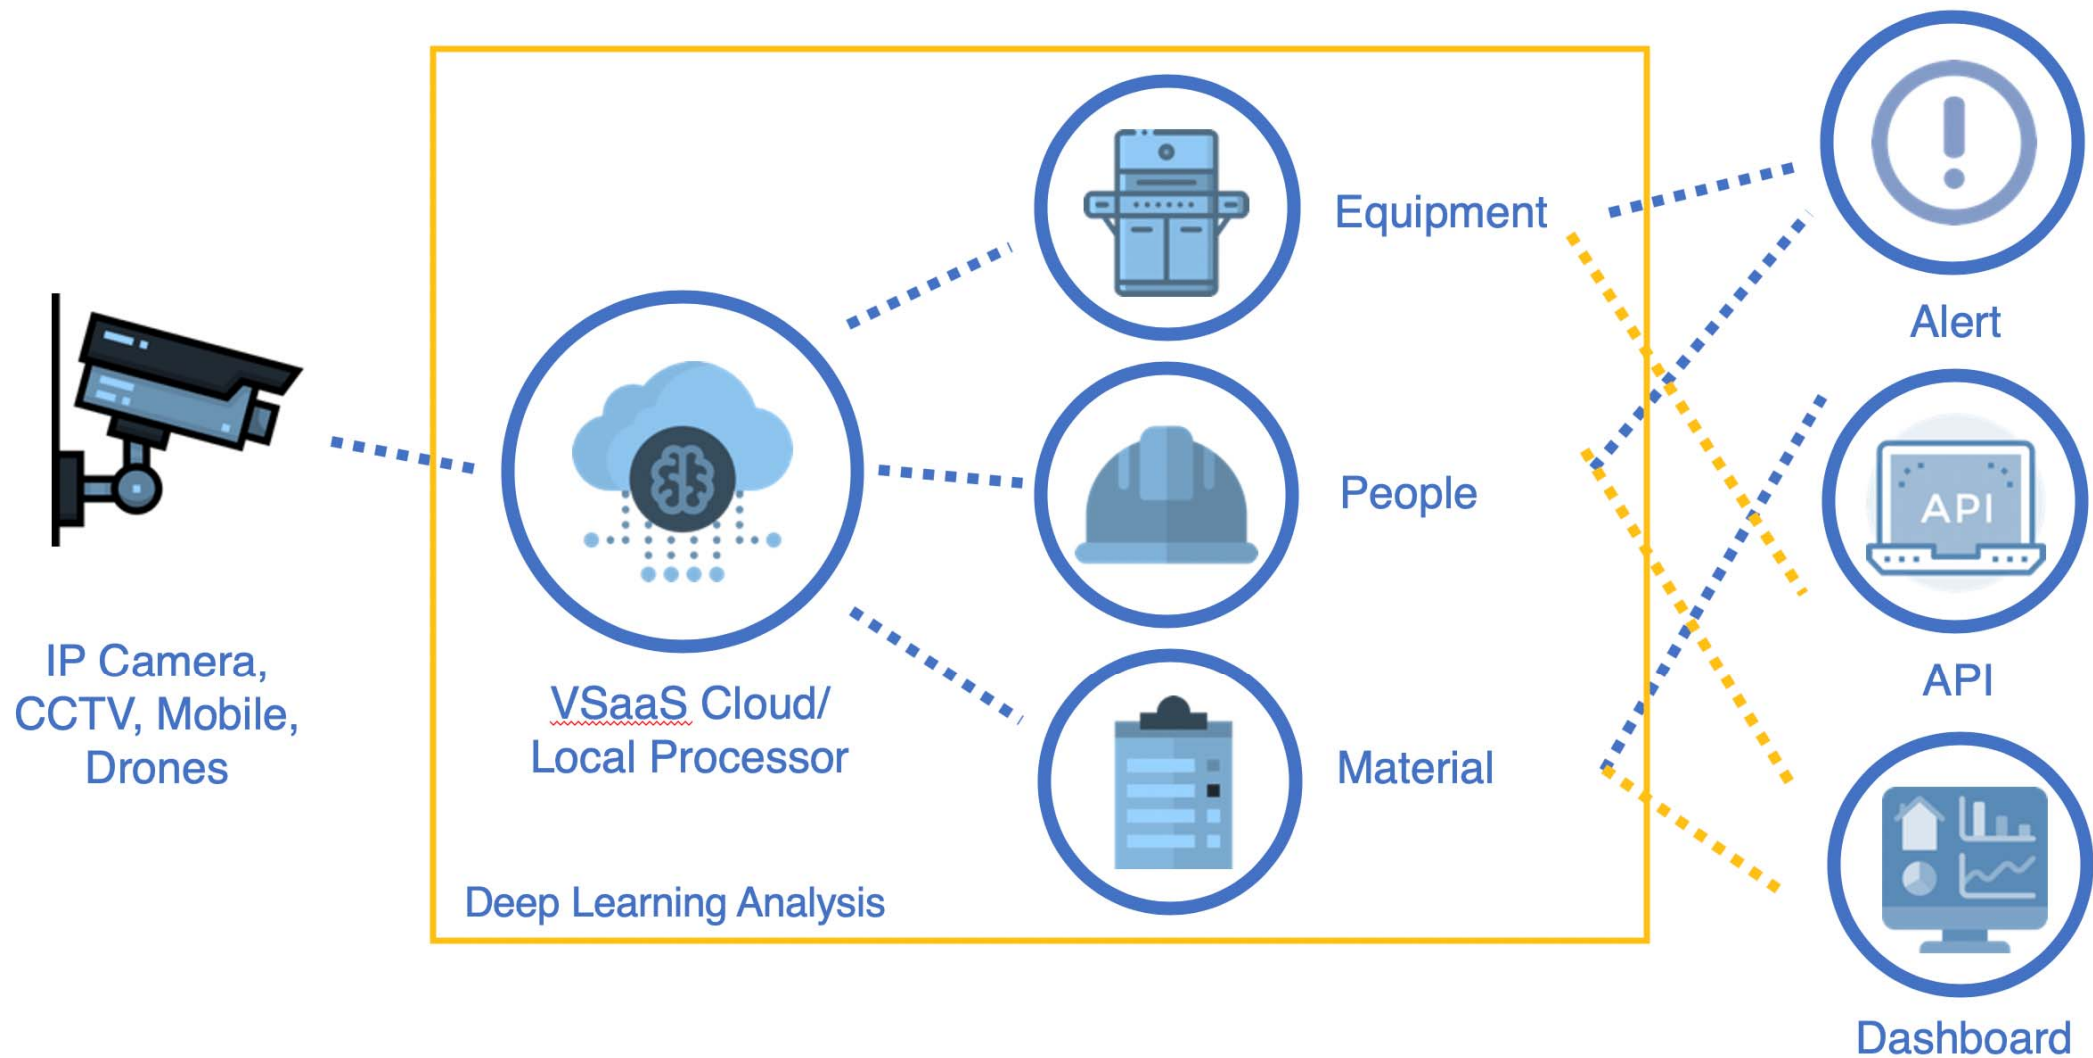 IP Camera,
CCTV, Mobile,
Drones
VSaaS Cloud/
Local Processor
Deep Learning Analysis
Equipment
People
Material
Alert
API
API
Dashboard